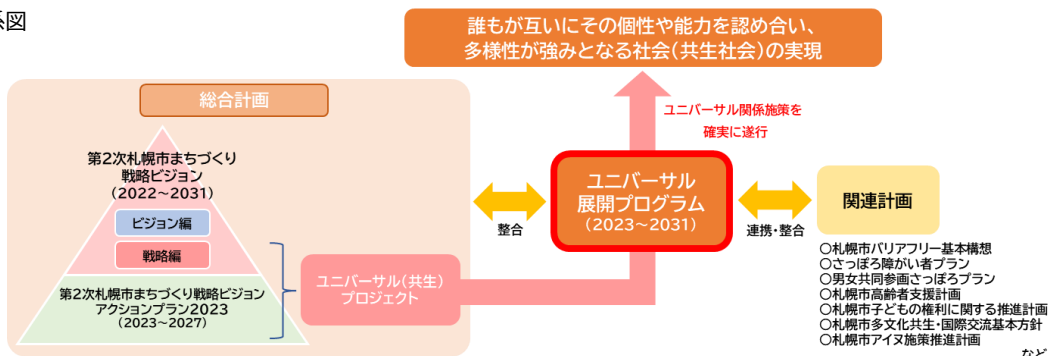 系図
誰もが互いにその個性や能力を認め合い、
多様性が強みとなる社会(共生社会)の実現
総合計画
ユニバーサル関係施策を
確実に遂行
第2次札幌市まちづくり
戦略ビジョン
(2022~2031)
ビジョン編
戦略編
第2次札幌市まちづくり戦略ビジョン
アクションプラン2023
(2023~2027)
ユニバーサル(共生)
プロジェクト
整合
ユニバーサル
展開プログラム
(2023~2031)
連携・整合
関連計画
○札幌市バリアフリー基本構想
○さっぽろ障がい者プラン
○男女共同参画さっぽろプラン
○札幌市高齢者支援計画
○札幌市子どもの権利に関する推進計画
○札幌市多文化共生・国際交流基本方針
○札幌市アイヌ施策推進計画
など